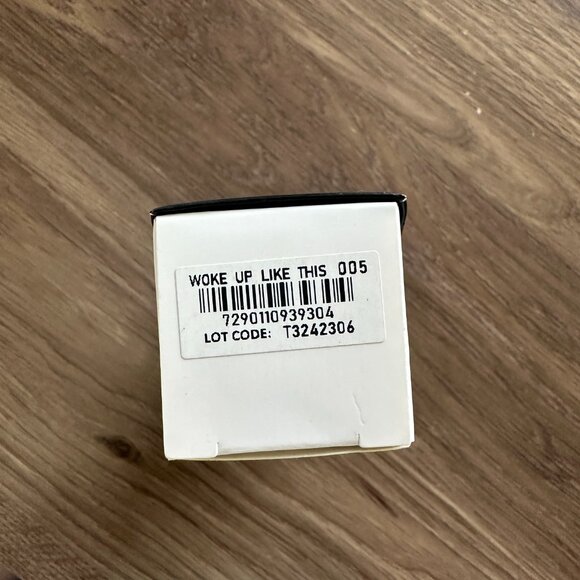 WOKE UP LIKE THIS 005
7290110939304
LOT CODE: T3242306